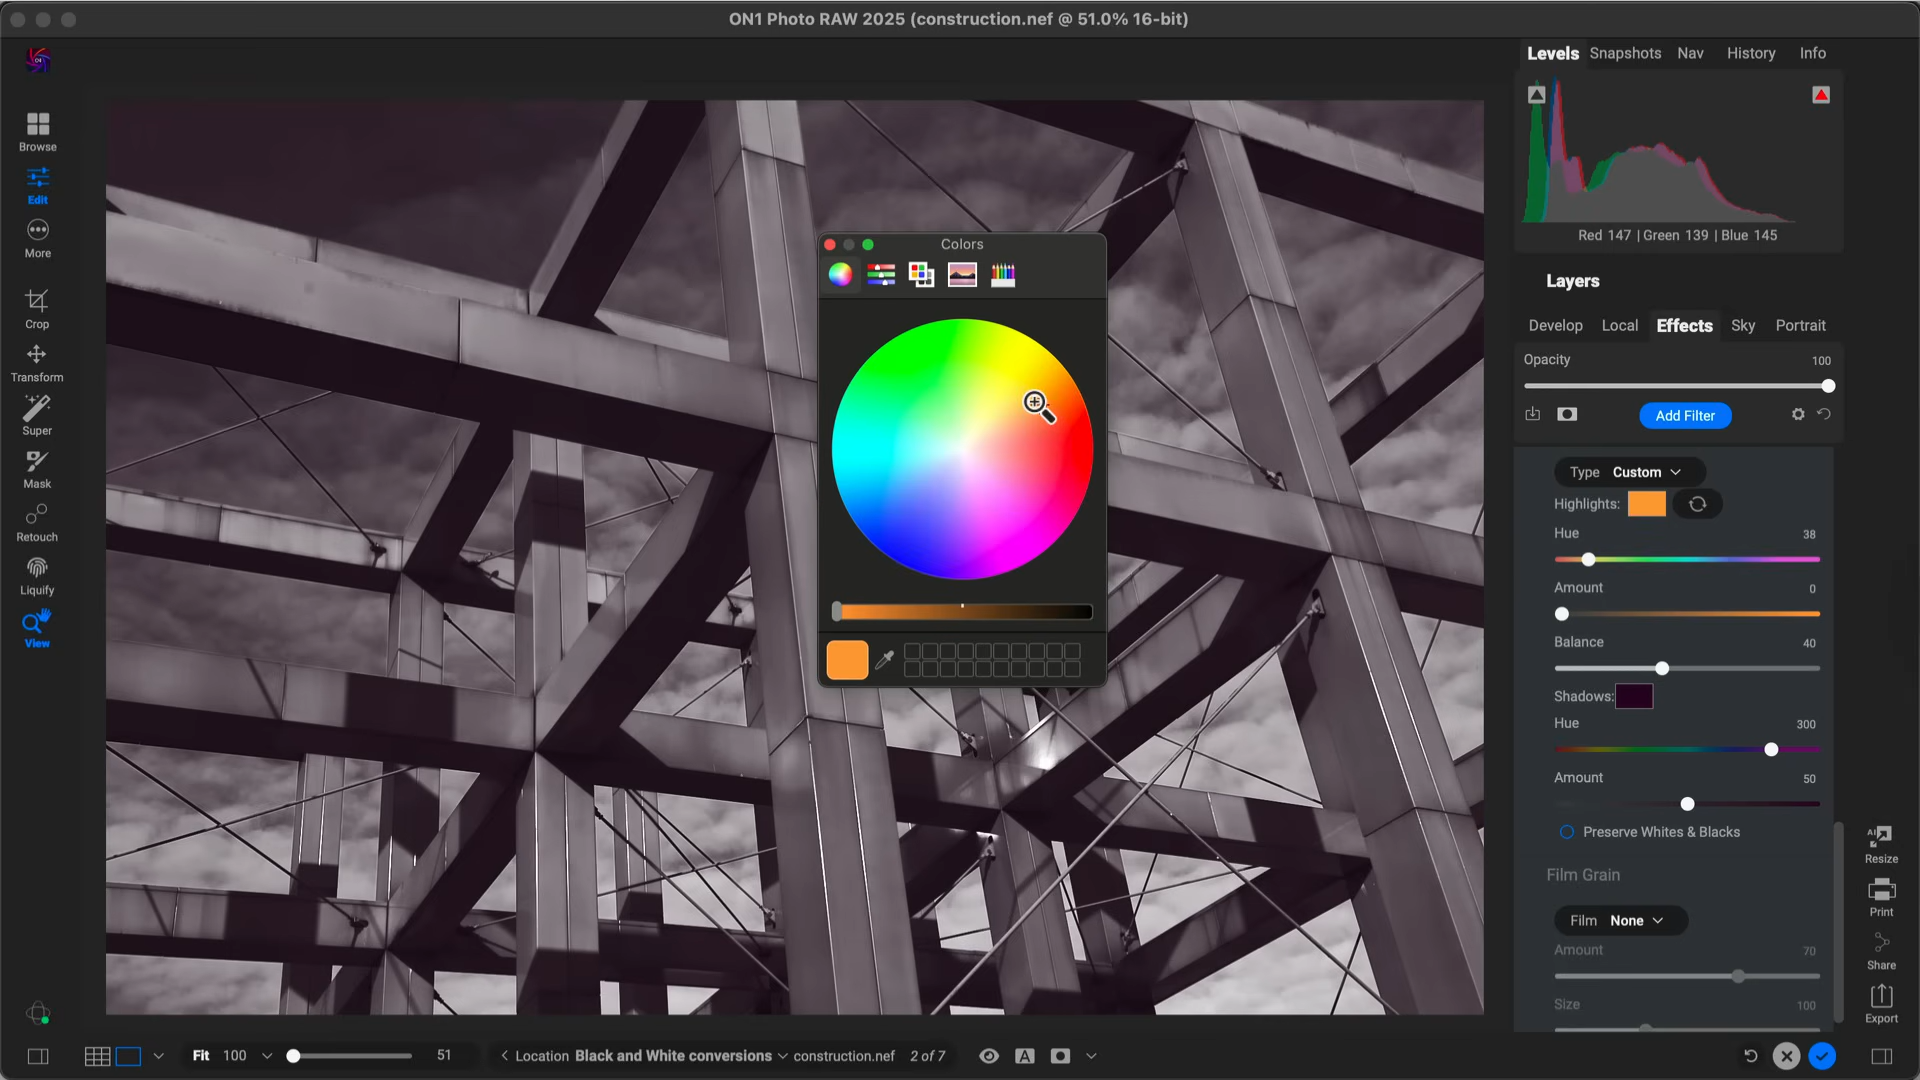 ON1 Photo RAW 2025 (construction.nef @ 51.0% 16-bit)
Browse
Edit
More
Crop
Transform
Super
Mask
Retouch
Liquify
View
Colors
Levels Snapshots Nav History Info
Red 147 | Green 139 | Blue 145
Layers
Develop Local Effects Sky Portrait
Opacity 100
Add Filter
Type Custom
Highlights:
Hue 38
Amount 0
Balance 40
Shadows:
Hue 300
Amount 50
Preserve Whites & Blacks
Film Grain
Film None
Amount 70
Size 100
AI
Resize
Print
Share
Export
Fit 100 51 Location Black and White conversions construction.nef 2 of 7 A